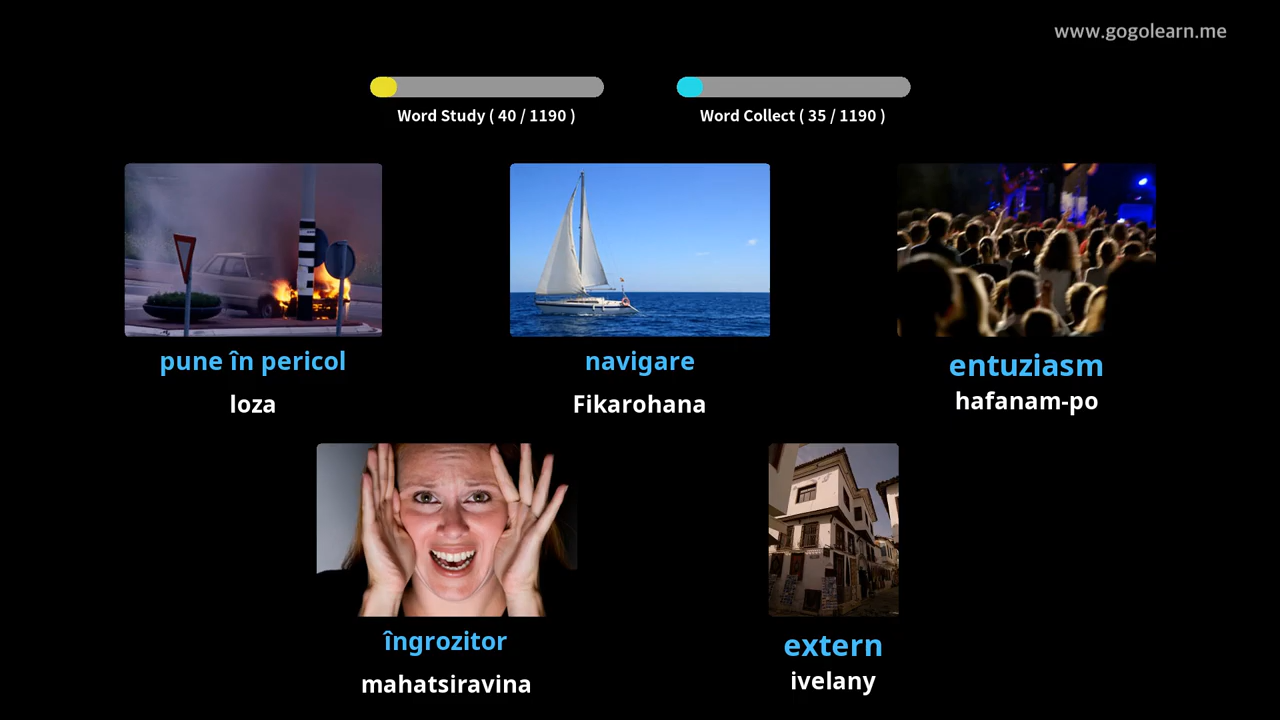 www.gogolearn.me
Word Study ( 40 / 1190 )
Word Collect ( 35 / 1190 )
pune în pericol
loza
navigare
Fikarohana
entuziasm
hafanam-po
îngrozitor
mahatsiravina
extern
ivelany